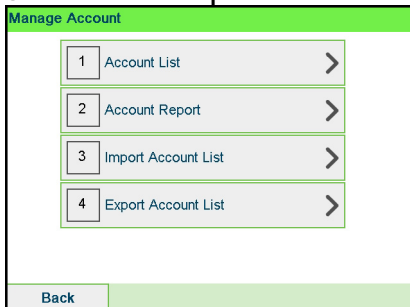 Manage Account
1 Account List
2 Account Report
3 Import Account List
4 Export Account List
Back